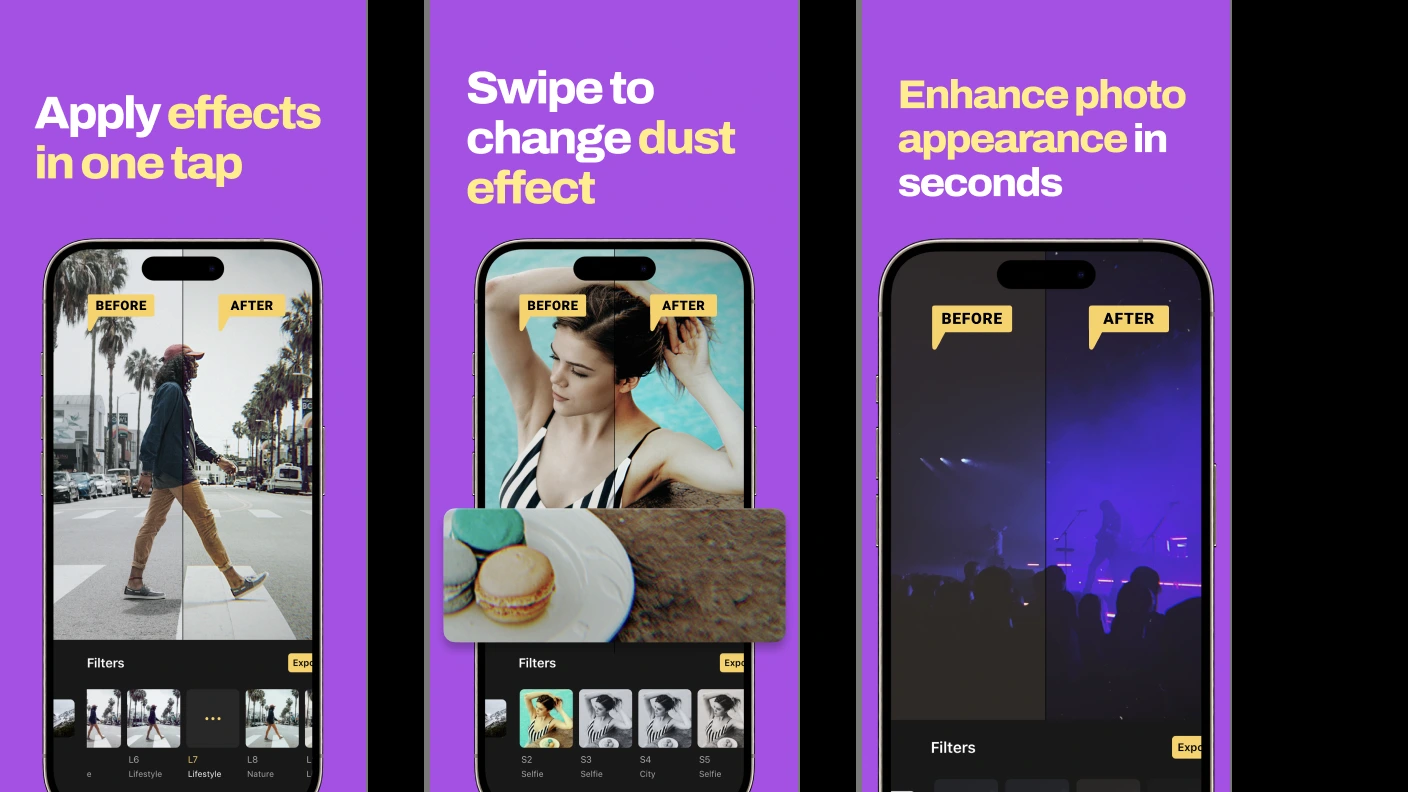 Apply effects
in one tap
BEFORE
AFTER
Filters
Expo
L6
L7
L8
L
e
Lifestyle
Lifestyle
Nature
L
Swipe to
change dust
effect
BEFORE
AFTER
Filters
Expo
S2
S3
S4
S5
Selfie
Selfie
City
Selfie
Enhance photo
appearance in
seconds
BEFORE
AFTER
Filters
Expo